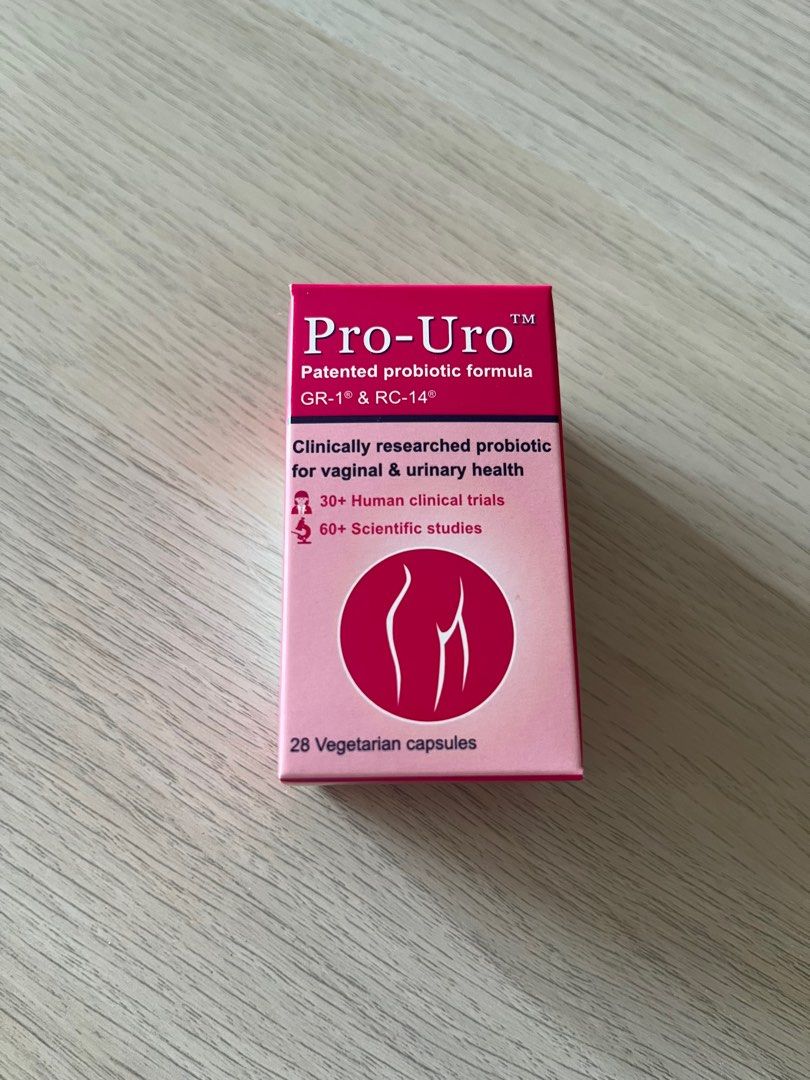 Pro-Uro™
Patented probiotic formula
GR-1® & RC-14®
Clinically researched probiotic
for vaginal & urinary health
30+ Human clinical trials
60+ Scientific studies
28 Vegetarian capsules